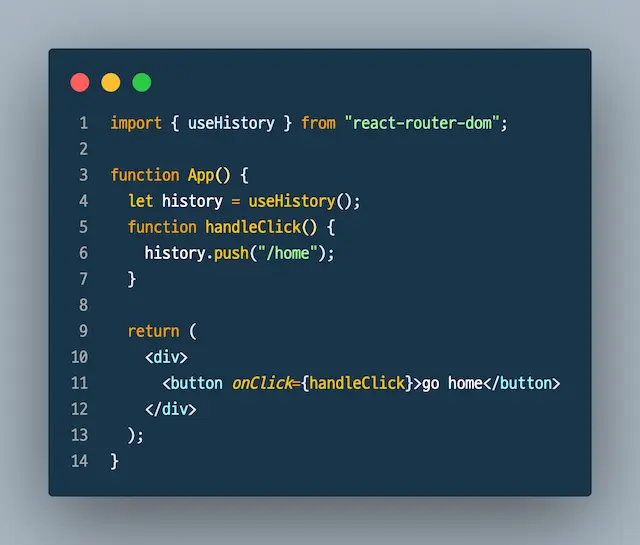 1 import { useHistory } from "react-router-dom";
2
3 function App() {
4   let history = useHistory();
5   function handleClick() {
6     history.push("/home");
7   }
8
9   return (
10     <div>
11       <button onClick={handleClick}>go home</button>
12     </div>
13   );
14 }